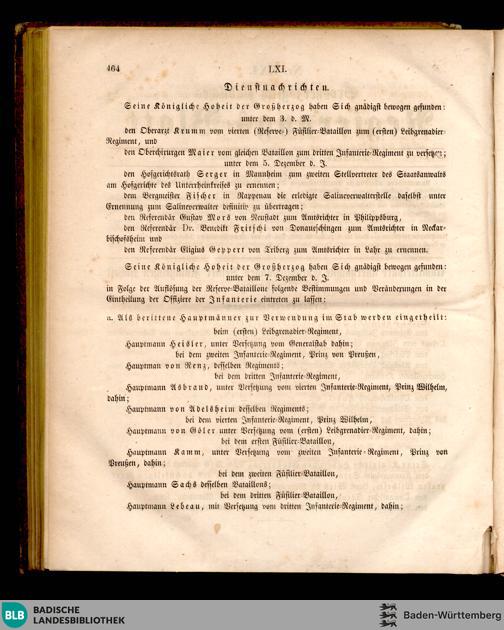 464
LXI.
Dienstnachrichten.
Seine Königliche Hoheit der Großherzog haben Sich gnädigst bewogen gefunden:
unter dem 3. d. M.
den Oberarzt Krumm vom vierten (Reserve-) Füsilier-Bataillon zum (ersten) Leibgrenadier-
Regiment, und
den Oberchirurgen Maier vom gleichen Bataillon zum dritten Infanterie-Regiment zu versetzen;
unter dem 5. Dezember d. J.
den Hofgerichtsrath Serger in Mannheim zum zweiten Stellvertreter des Staatsanwalts
am Hofgerichte des Unterrheinkreises zu ernennen;
dem Bergmeister Fischer in Rappenau die erledigte Salineverwalterstelle daselbst unter
Ernennung zum Salineverwalter definitiv zu übertragen;
den Referendär Gustav Mors von Neustadt zum Amtsrichter in Philippsburg,
den Referendär Dr. Benedikt Fritschi von Donaueschingen zum Amtsrichter in Neckar-
bischofsheim und
den Referendär Eligius Geppert von Triberg zum Amtsrichter in Lahr zu ernennen.
Seine Königliche Hoheit der Großherzog haben Sich gnädigst bewogen gefunden:
unter dem 7. Dezember d. J.
in Folge der Auflösung der Reserve-Bataillone folgende Bestimmungen und Veränderungen in der
Eintheilung der Offiziere der Infanterie eintreten zu lassen:
a. Als berittene Hauptmänner zur Verwendung im Stab werden eingetheilt:
beim (ersten) Leibgrenadier-Regiment,
Hauptmann Heisler, unter Versetzung vom Generalstab dahin;
bei dem zweiten Infanterie-Regiment, Prinz von Preußen,
Hauptmann von Renz, desselben Regiments;
bei dem dritten Infanterie-Regiment,
Hauptmann Asbrand, unter Versetzung vom vierten Infanterie-Regiment, Prinz Wilhelm,
dahin;
Hauptmann von Adelsheim desselben Regiments;
bei dem vierten Infanterie-Regiment, Prinz Wilhelm,
Hauptmann von Göler unter Versetzung vom (ersten) Leibgrenadier-Regiment, dahin;
bei dem ersten Füsilier-Bataillon,
Hauptmann Kamm, unter Versetzung vom zweiten Infanterie-Regiment, Prinz von
Preußen, dahin;
bei dem zweiten Füsilier-Bataillon,
Hauptmann Sachs desselben Bataillons;
bei dem dritten Füsilier-Bataillon,
Hauptmann Lebeau, mit Versetzung vom dritten Infanterie-Regiment, dahin;
BLB
BADISCHE
LANDESBIBLIOTHEK
Baden-Württemberg